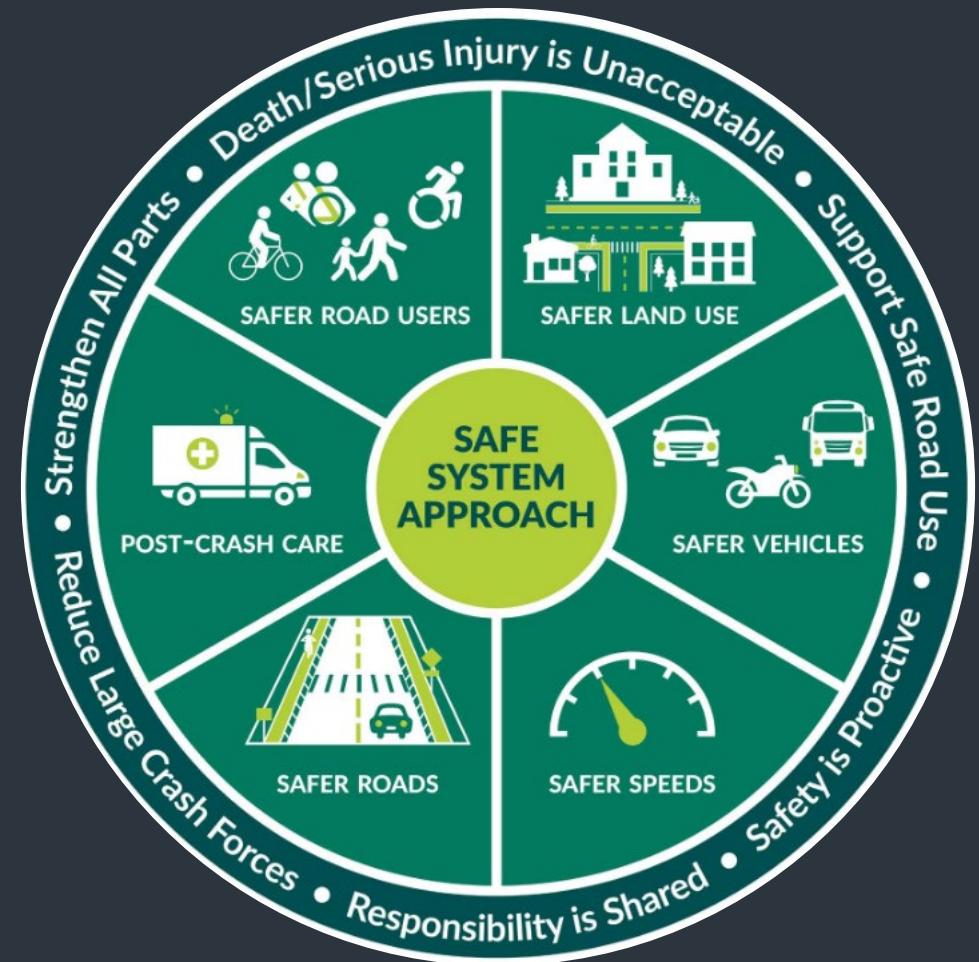 Death/Serious Injury is Unacceptable
•
Support Safe Road Use
•
Safety is Proactive
•
Responsibility is Shared
•
Reduce Large Crash Forces
•
Strengthen All Parts
•
SAFER ROAD USERS
SAFER LAND USE
SAFE
SYSTEM
APPROACH
POST-CRASH CARE
SAFER VEHICLES
SAFER ROADS
SAFER SPEEDS